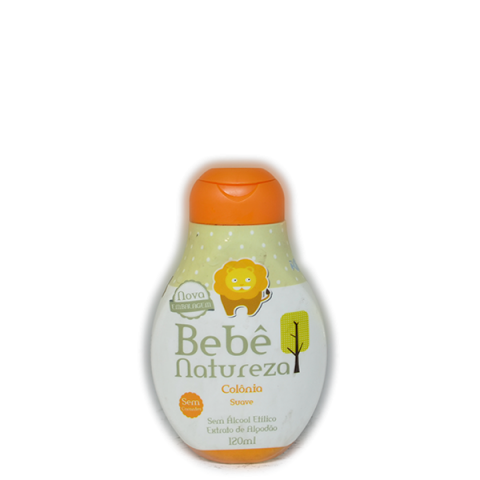 Nova
Bebê
Natureza
Colônia
Suave
Sem
Sem Álcool Etílico
Extrato de Algodão
120ml